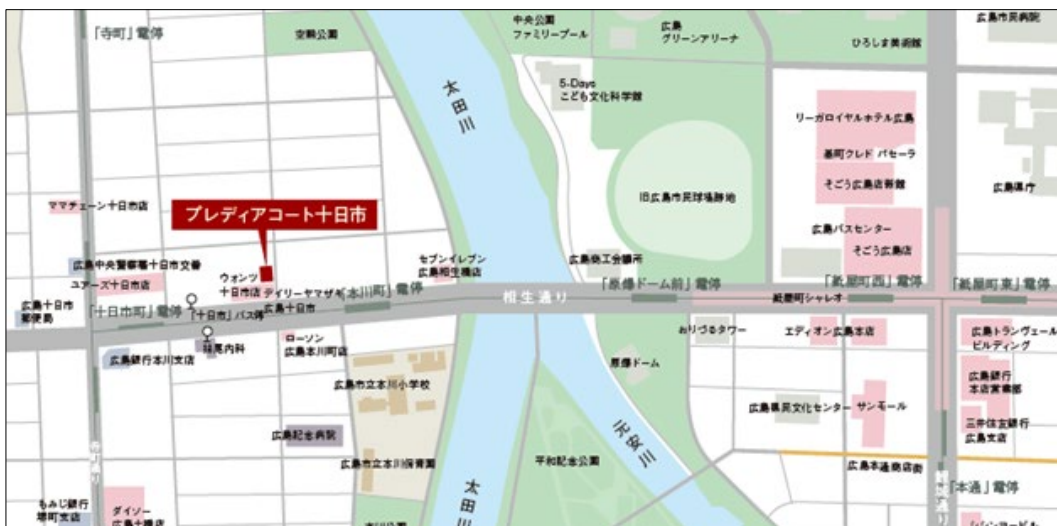 「寺町」電停
空鞘公園
中央公園
ファミリープール
広島
グリーンアリーナ
広島市民病院
ひろしま美術館
太田川
5-Days
こども文化科学館
リーガロイヤルホテル広島
基町クレド パセーラ
そごう広島店新館
広島県庁
旧広島市民球場跡地
ママチェーン十日市店
プレディアコート十日市
広島バスセンター
そごう広島店
広島中央警察署十日市交番
ユアーズ十日市店
ウォンツ
十日市店
セブンイレブン
広島相生橋店
広島商工会議所
デイリーヤマザキ
広島十日市
「本川町」電停
相生通り
「原爆ドーム前」電停
「紙屋町西」電停
「紙屋町東」電停
紙屋町シャレオ
広島十日市
郵便局
「十日市町」電停
「十日市」バス停
広島銀行本川支店
ローソン
広島本川町店
おりづるタワー
エディオン広島本店
広島トランヴェール
ビルディング
原爆ドーム
広島市立本川小学校
広島銀行
本店営業部
広島県民文化センター
サンモール
広島記念病院
三井住友銀行
広島支店
元安川
広島市立本川保育園
平和記念公園
広島本通商店街
「本通」電停
太田川
もみじ銀行
堺町支店
ダイソー
広島十日市店